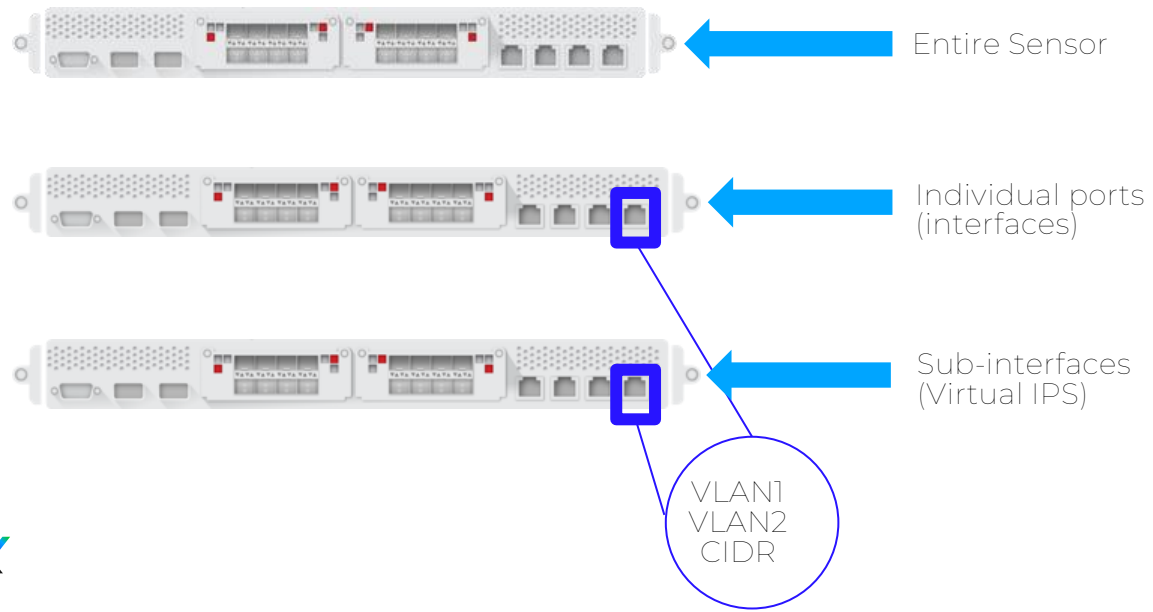 Entire Sensor
Individual ports
(interfaces)
Sub-interfaces
(Virtual IPS)
VLAN1
VLAN2
CIDR